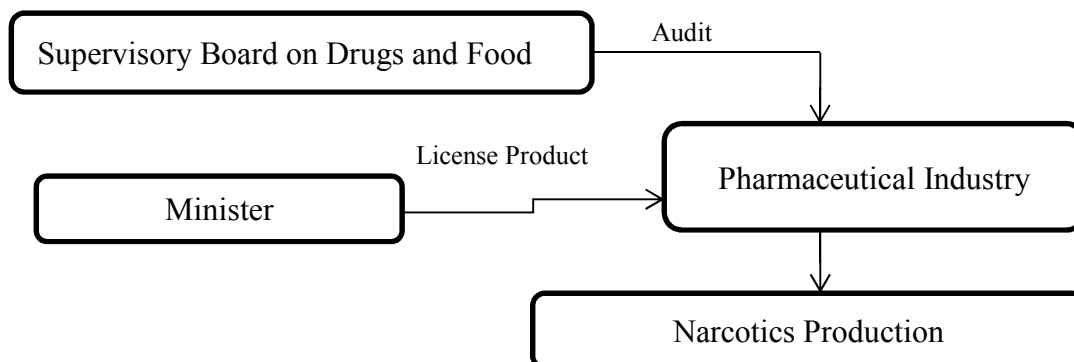 Audit
Supervisory Board on Drugs and Food
License Product
Pharmaceutical Industry
Minister
Narcotics Production